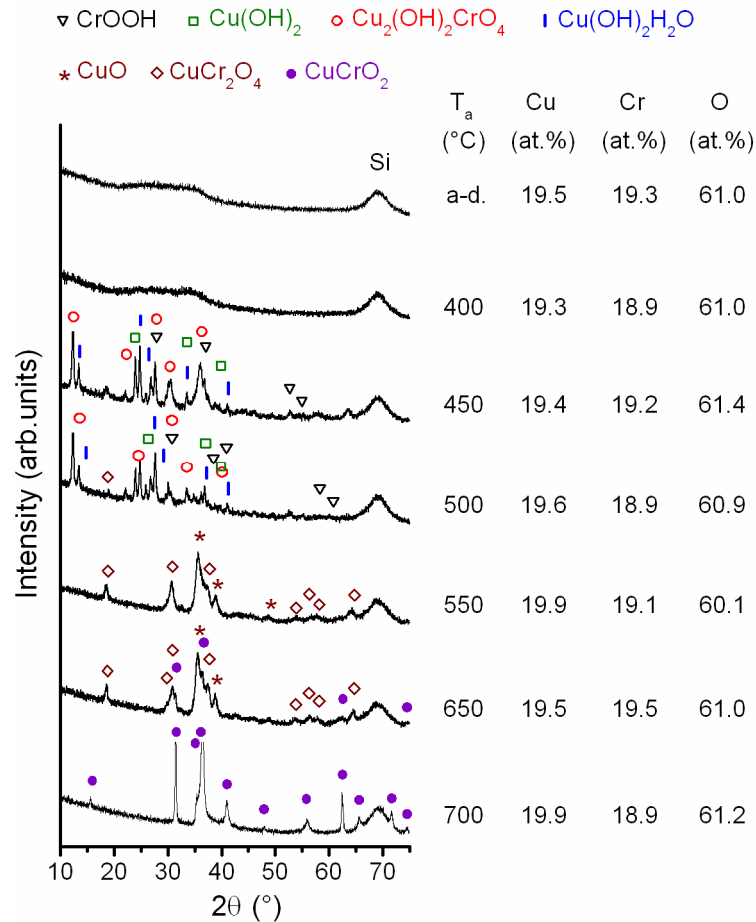 CrOOH Cu(OH)₂ Cu₂(OH)₂CrO₄ Cu(OH)₂H₂O
* CuO CuCr₂O₄ CuCrO₂
Tₐ Cu Cr O
(°C) (at.%) (at.%) (at.%)
Si
a-d. 19.5 19.3 61.0
400 19.3 18.9 61.0
450 19.4 19.2 61.4
500 19.6 18.9 60.9
550 19.9 19.1 60.1
650 19.5 19.5 61.0
700 19.9 18.9 61.2
Intensity (arb.units)
10 20 30 40 50 60 70
2θ (°)